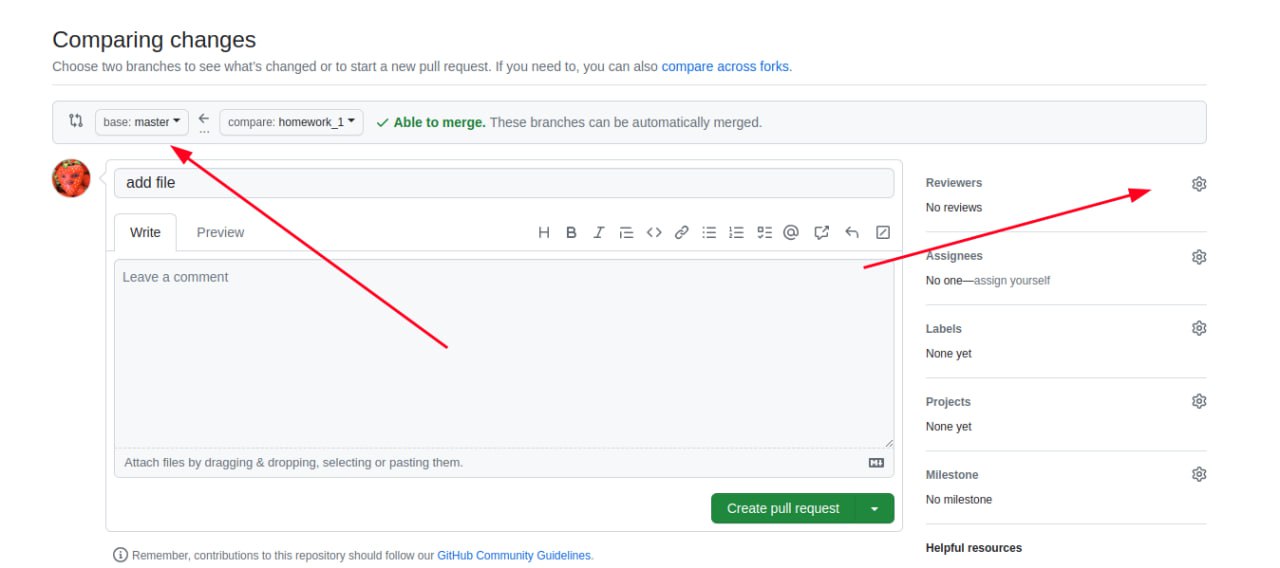 Comparing changes
Choose two branches to see what's changed or to start a new pull request. If you need to, you can also compare across forks.
base: master compare: homework_1 Able to merge. These branches can be automatically merged.
add file
Write Preview
Leave a comment
Attach files by dragging & dropping, selecting or pasting them.
Create pull request
Remember, contributions to this repository should follow our GitHub Community Guidelines.
Reviewers
No reviews
Assignees
No one—assign yourself
Labels
None yet
Projects
None yet
Milestone
No milestone
Helpful resources